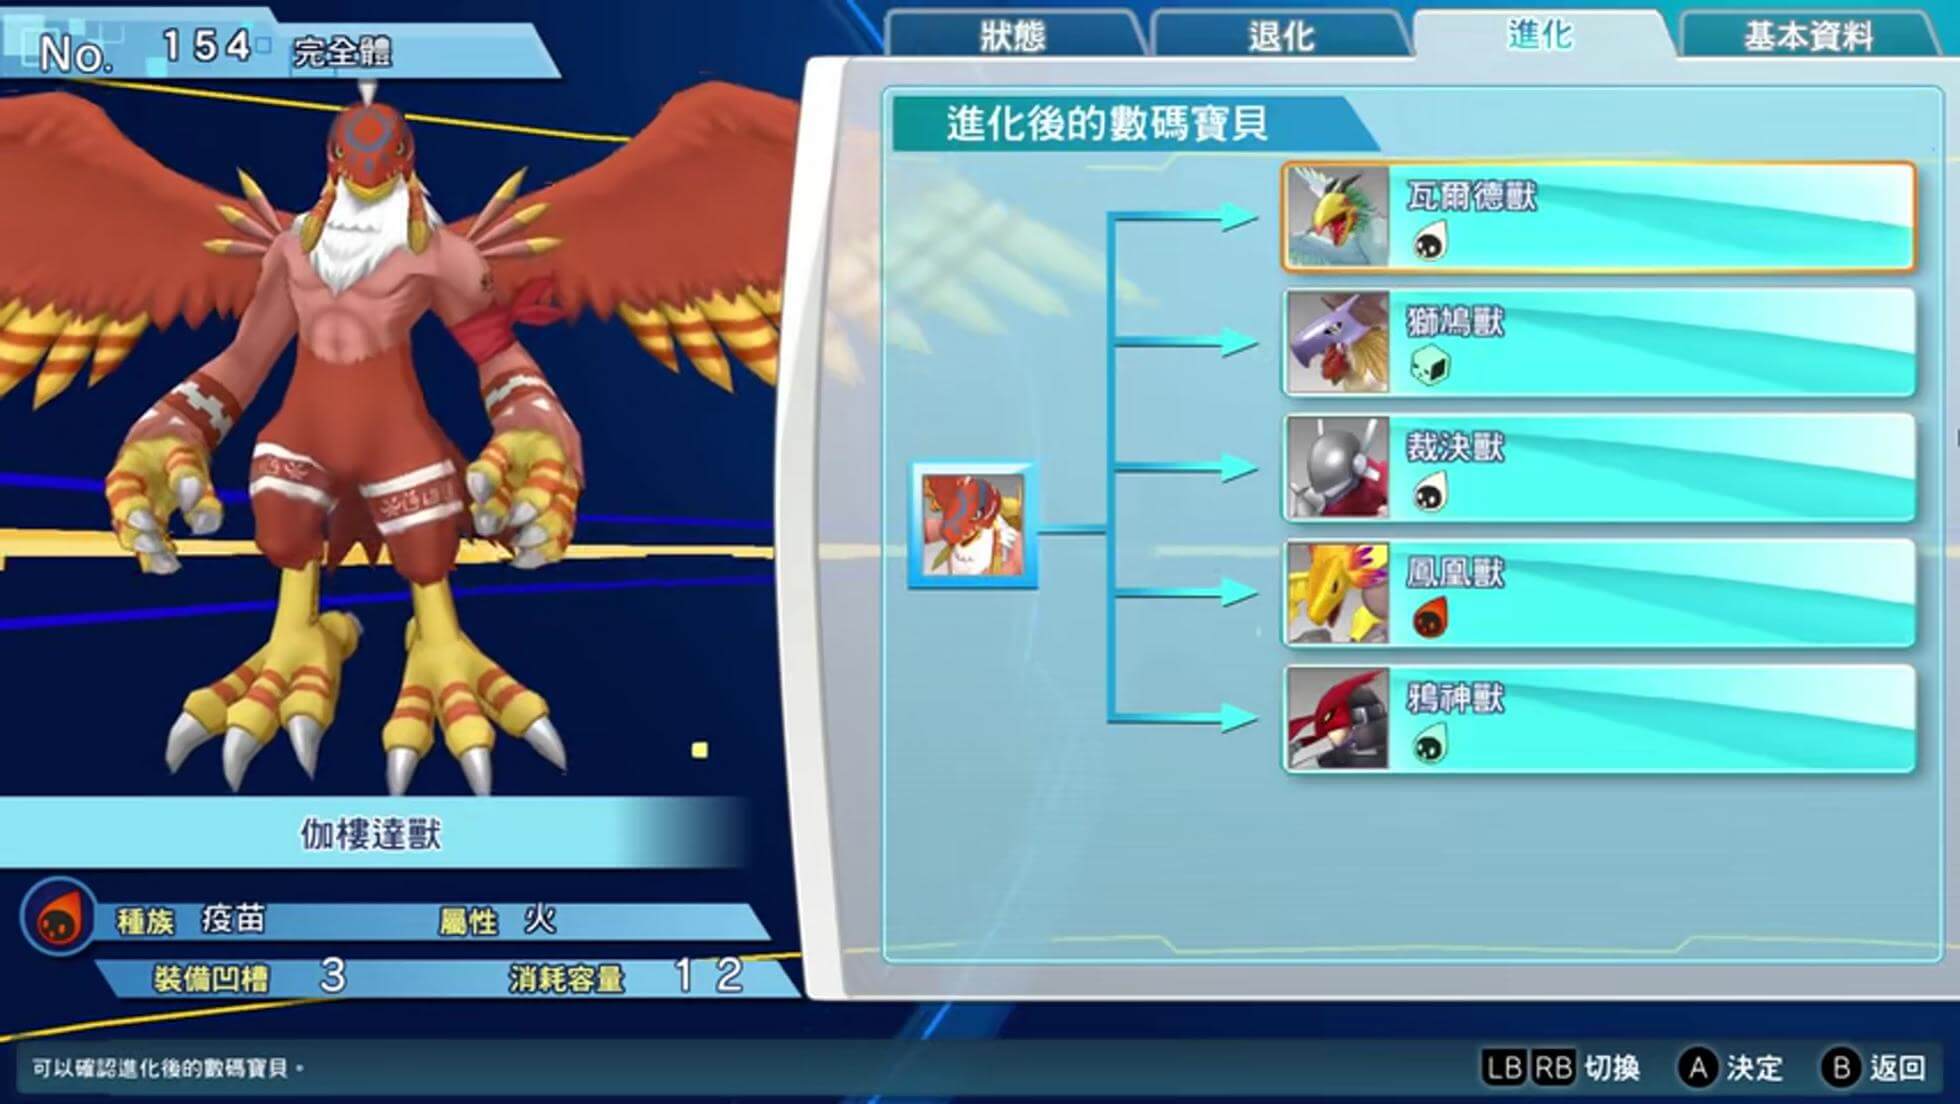 No. 154 完全體
狀態 退化 進化 基本資料
進化後的數碼寶貝
瓦爾德獸
獅鳩獸
裁決獸
鳳凰獸
鴉神獸
伽樓達獸
種族 疫苗 屬性 火
裝備凹槽 3 消耗容量 12
可以確認進化後的數碼寶貝。
LB RB 切換 A 決定 B 返回